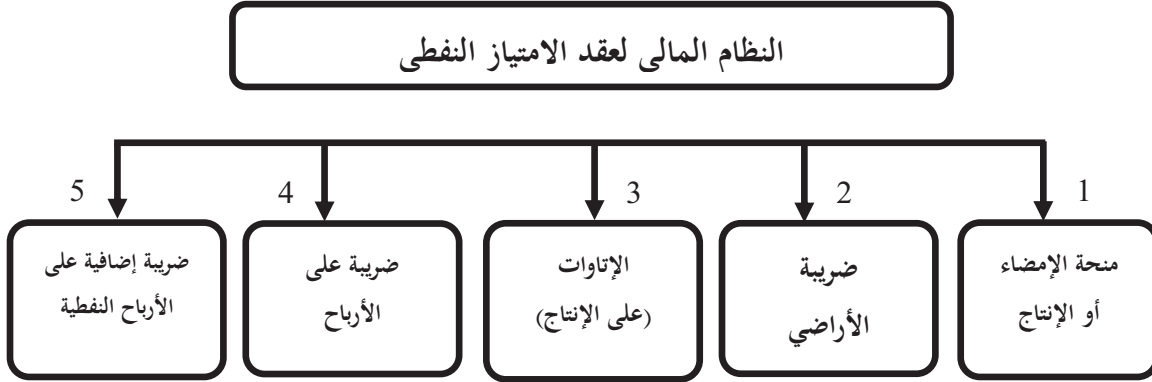 النظام المالى لعقد الامتياز النفطى
1
منحة الإمضاء
أو الإنتاج
2
ضريبة
الأراضي
3
الإتاوات
(على الإنتاج)
4
ضريبة على
الأرباح
5
ضريبة إضافية على
الأرباح النفطية